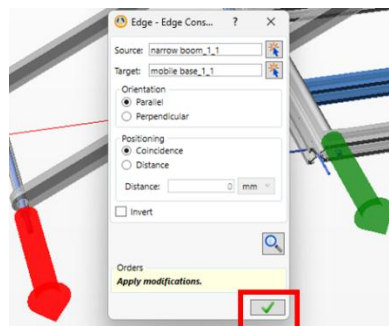 Edge - Edge Cons... ? ×
Source: narrow boom_1_1
Target: mobile base_1_1
Orientation
Parallel
Perpendicular
Positioning
Coincidence
Distance
Distance: 0 mm
Invert
Orders
Apply modifications.